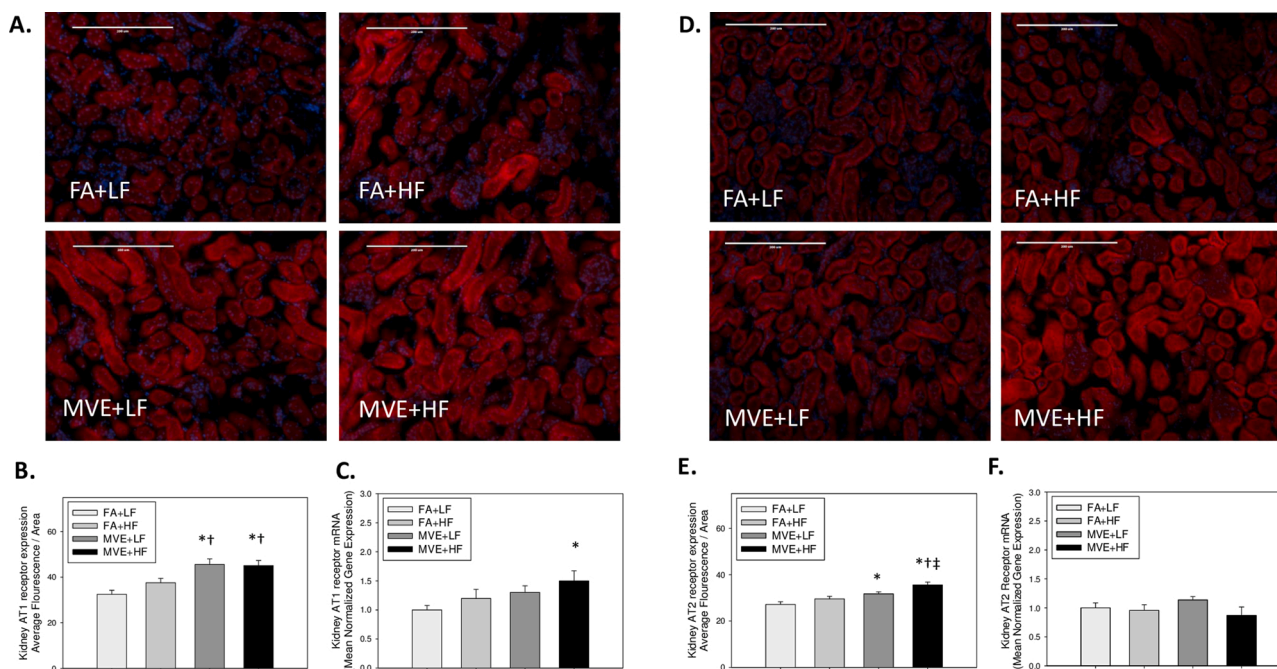 A.
FA+LF
FA+HF
MVE+LF
MVE+HF
D.
FA+LF
FA+HF
MVE+LF
MVE+HF
B.
Kidney AT1 receptor expression
Average Flourescence / Area
0
20
40
60
FA+LF
FA+HF
MVE+LF
MVE+HF
*†
*†
C.
Kidney AT1 receptor mRNA
(Mean Normalized Gene Expression)
0.0
0.5
1.0
1.5
2.0
2.5
3.0
FA+LF
FA+HF
MVE+LF
MVE+HF
*
E.
Kidney AT2 receptor expression
Average Flourescence / Area
0
20
40
60
FA+LF
FA+HF
MVE+LF
MVE+HF
*
*†‡
F.
Kidney AT2 Receptor mRNA
(Mean Normalized Gene Expression)
0.0
0.5
1.0
1.5
2.0
2.5
3.0
FA+LF
FA+HF
MVE+LF
MVE+HF